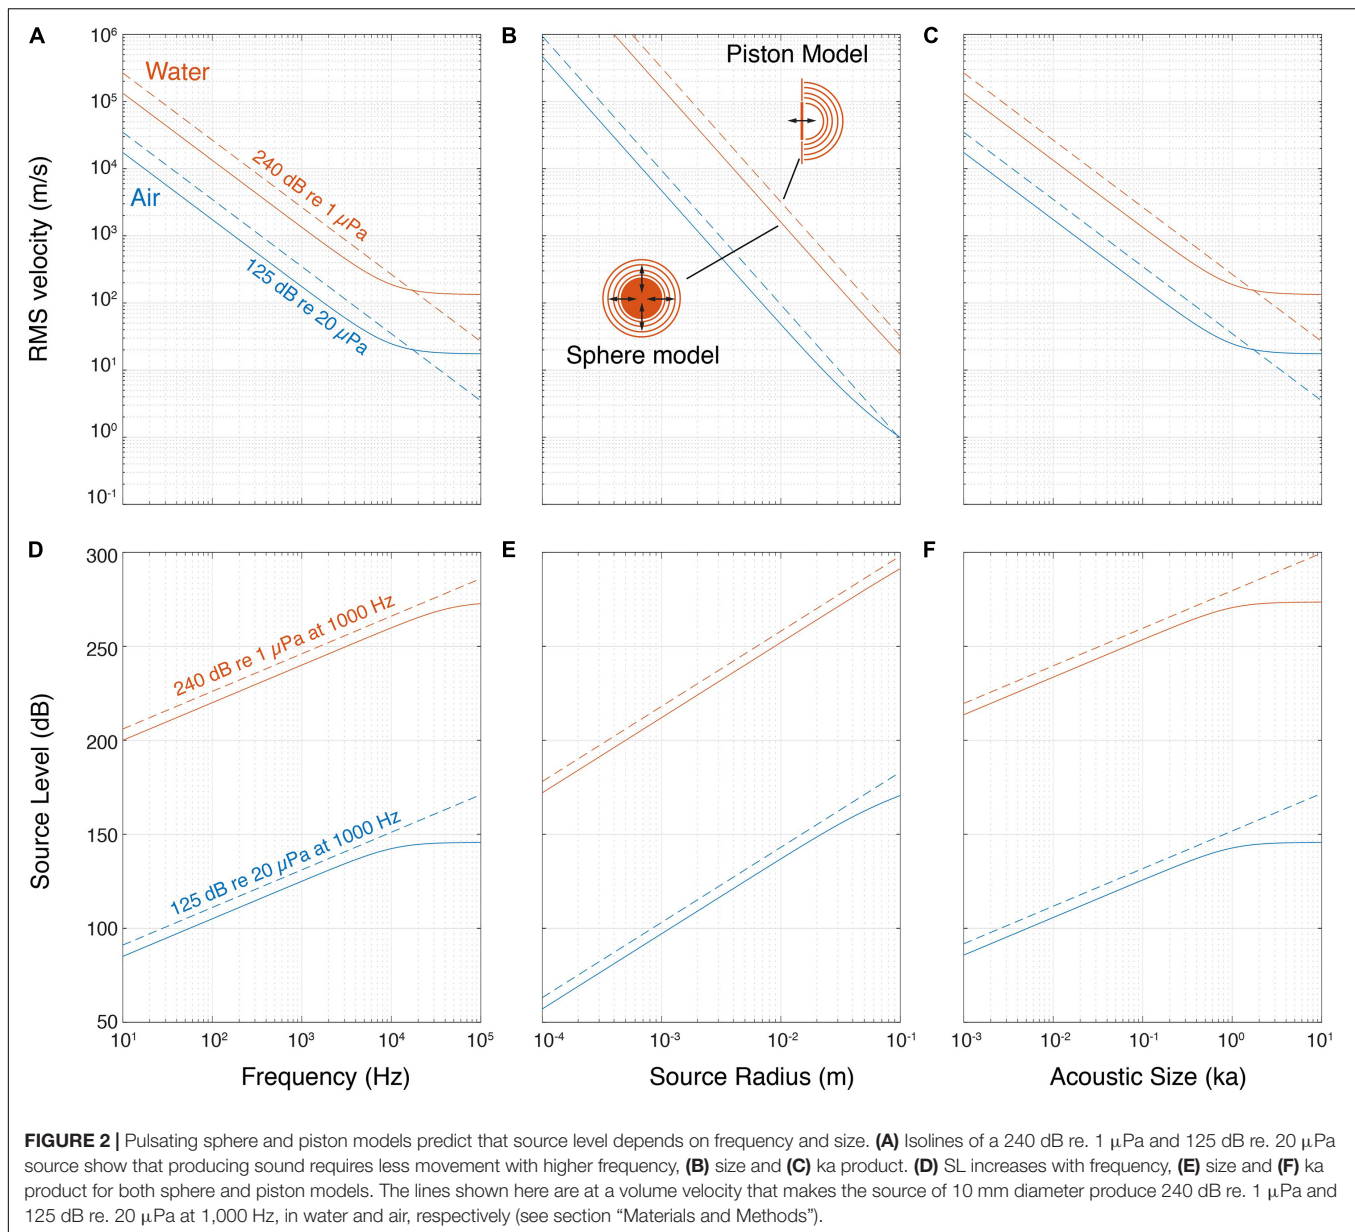 A
B
C
10⁶
10⁵
10⁴
10³
10²
10¹
10⁰
10⁻¹
RMS velocity (m/s)
Water
240 dB re 1 µPa
Air
125 dB re 20 µPa
Piston Model
Sphere model
D
E
F
300
250
200
150
100
50
Source Level (dB)
240 dB re 1 µPa at 1000 Hz
125 dB re 20 µPa at 1000 Hz
10¹ 10² 10³ 10⁴ 10⁵
10⁻⁴ 10⁻³ 10⁻² 10⁻¹
10⁻³ 10⁻² 10⁻¹ 10⁰ 10¹
Frequency (Hz)
Source Radius (m)
Acoustic Size (ka)
FIGURE 2 | Pulsating sphere and piston models predict that source level depends on frequency and size. (A) Isolines of a 240 dB re. 1 µPa and 125 dB re. 20 µPa
source show that producing sound requires less movement with higher frequency, (B) size and (C) ka product. (D) SL increases with frequency, (E) size and (F) ka
product for both sphere and piston models. The lines shown here are at a volume velocity that makes the source of 10 mm diameter produce 240 dB re. 1 µPa and
125 dB re. 20 µPa at 1,000 Hz, in water and air, respectively (see section “Materials and Methods”).